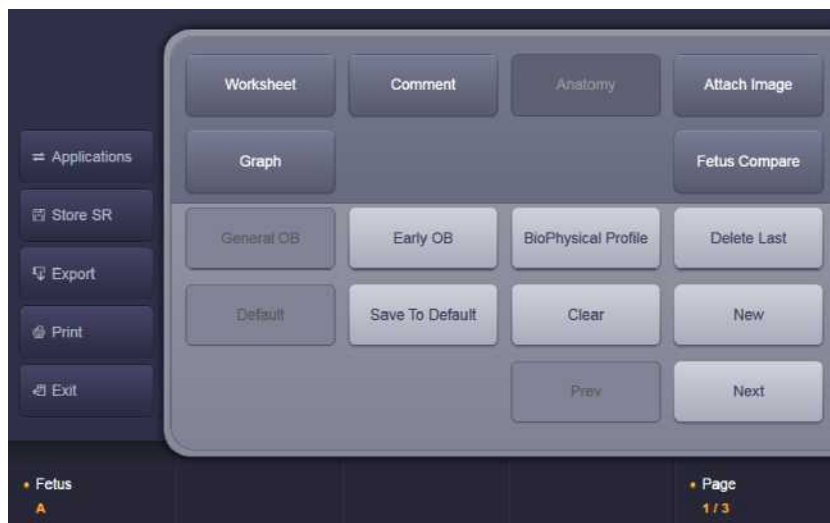 Worksheet
Comment
Anatomy
Attach Image
Applications
Graph
Fetus Compare
Store SR
General OB
Early OB
BioPhysical Profile
Delete Last
Export
Default
Save To Default
Clear
New
Print
Exit
Prev
Next
Fetus
A
Page
1 / 3